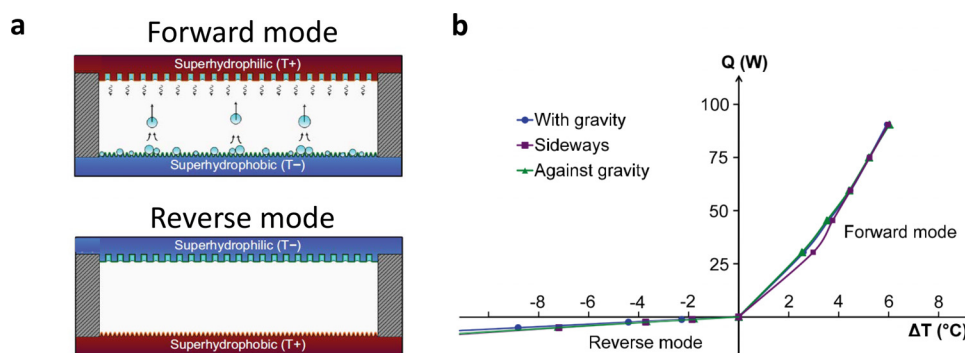 a
Forward mode
Superhydrophilic (T+)
Superhydrophobic (T−)
Reverse mode
Superhydrophilic (T−)
Superhydrophobic (T+)
b
Q (W)
100
75
50
25
With gravity
Sideways
Against gravity
Forward mode
-8 -6 -4 -2 0 2 4 6 8
ΔT (°C)
Reverse mode